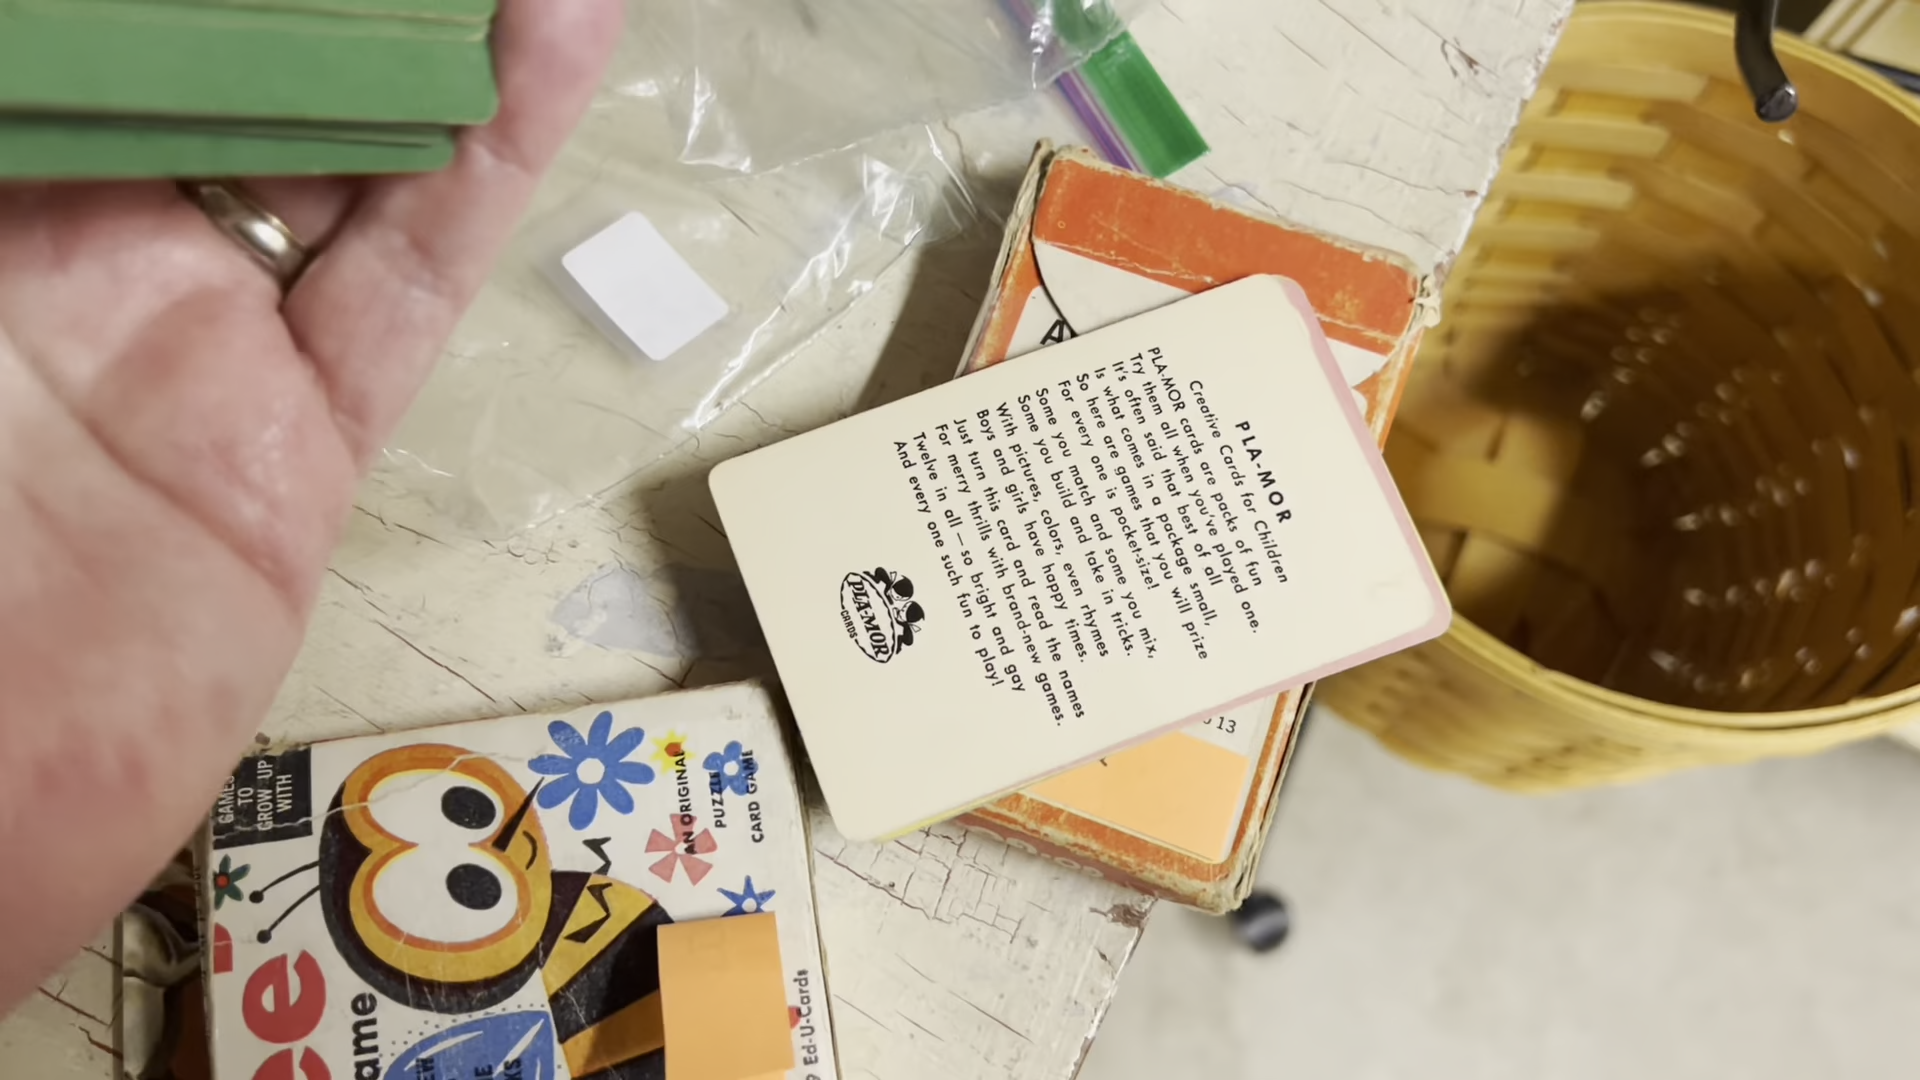 PLA-MOR
Creative Cards for Children
PLA-MOR cards are packs of fun
Try them all when you've played one.
It's often said that best of all
Is what comes in a package small,
So here are games that you will prize
For every one is pocket-size!
Some you match and some you mix,
Some you build and take in tricks.
With pictures, colors, even rhymes
Boys and girls have happy times.
Just turn this card and read the names
For merry thrills with brand-new games.
Twelve in all — so bright and gay
And every one such fun to play!
PLA-MOR
CARDS
A
13
GAMES
TO
GROW UP
WITH
AN ORIGINAL
PUZZLE
CARD GAME
ee
ame
Ed-U-Cards